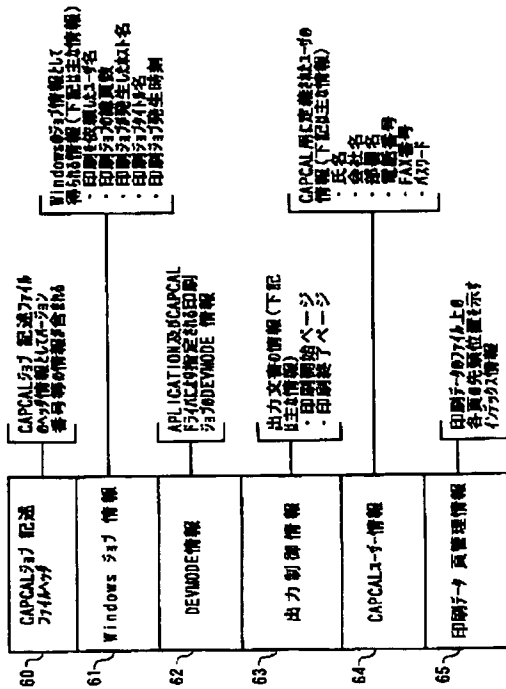 60
CAPCALジョブ 記述
ファイルヘッダ
CAPCALジョブ 記述ファイル
のヘッダ情報としてバージョン
番号等の情報が含まれる
61
Windows ジョブ 情報
Windowsのジョブ情報として
得られる情報(下記は主な情報)
・印刷を依頼したユーザ名
・印刷ジョブの総頁数
・印刷ジョブが発生したホスト名
・印刷ジョブタイトル名
・印刷ジョブ発生時刻
62
DEVMODE情報
APLICATION及びCAPCAL
ドライバにより指定される印刷
ジョブのDEVMODE 情報
63
出力制御情報
出力文書の情報(下記
は主な情報)
・印刷開始ページ
・印刷終了ページ
64
CAPCALユーザー情報
CAPCAL用に定義されたユーザの
情報(下記は主な情報)
・氏名
・会社名
・部署名
・電話番号
・FAX番号
・パスワード
65
印刷データ 頁管理情報
印刷データのファイル上の
各頁の先頭位置を示す
インデックス情報